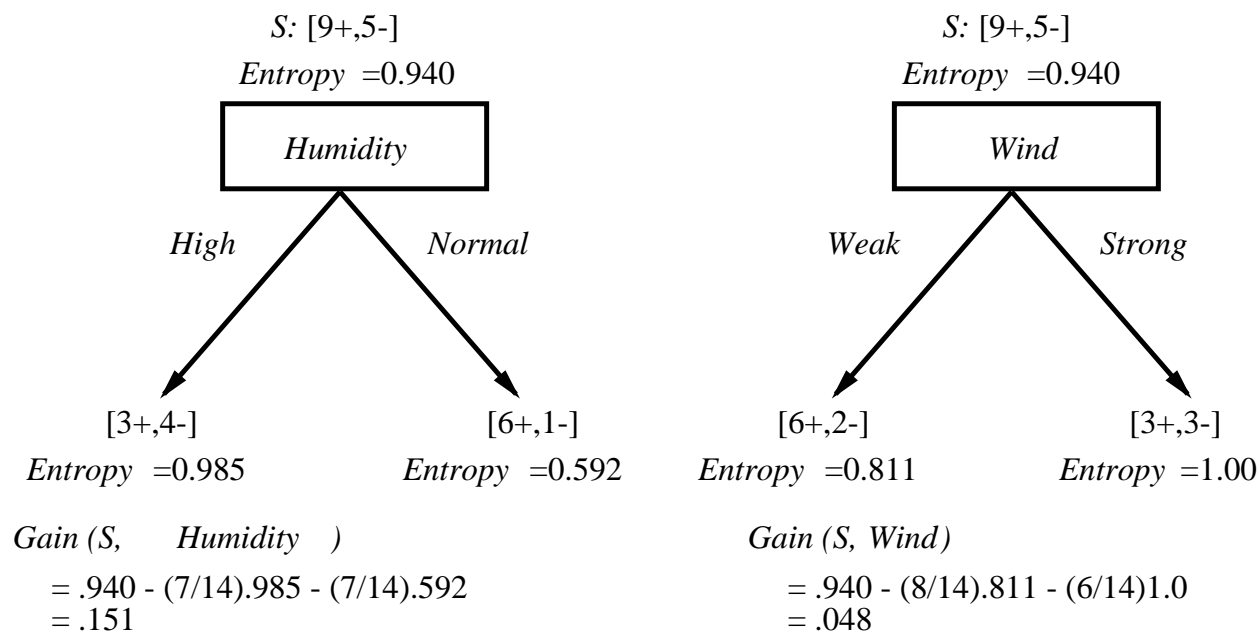 S: [9+,5-]
Entropy =0.940
Humidity
High Normal
[3+,4-] [6+,1-]
Entropy =0.985 Entropy =0.592
Gain (S, Humidity )
= .940 - (7/14).985 - (7/14).592
= .151
S: [9+,5-]
Entropy =0.940
Wind
Weak Strong
[6+,2-] [3+,3-]
Entropy =0.811 Entropy =1.00
Gain (S, Wind)
= .940 - (8/14).811 - (6/14)1.0
= .048